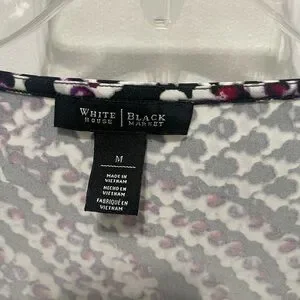 WHITE HOUSE | BLACK MARKET
M
MADE IN
VIETNAM
HECHO EN
VIETNAM
FABRIQUÉ EN
VIETNAM